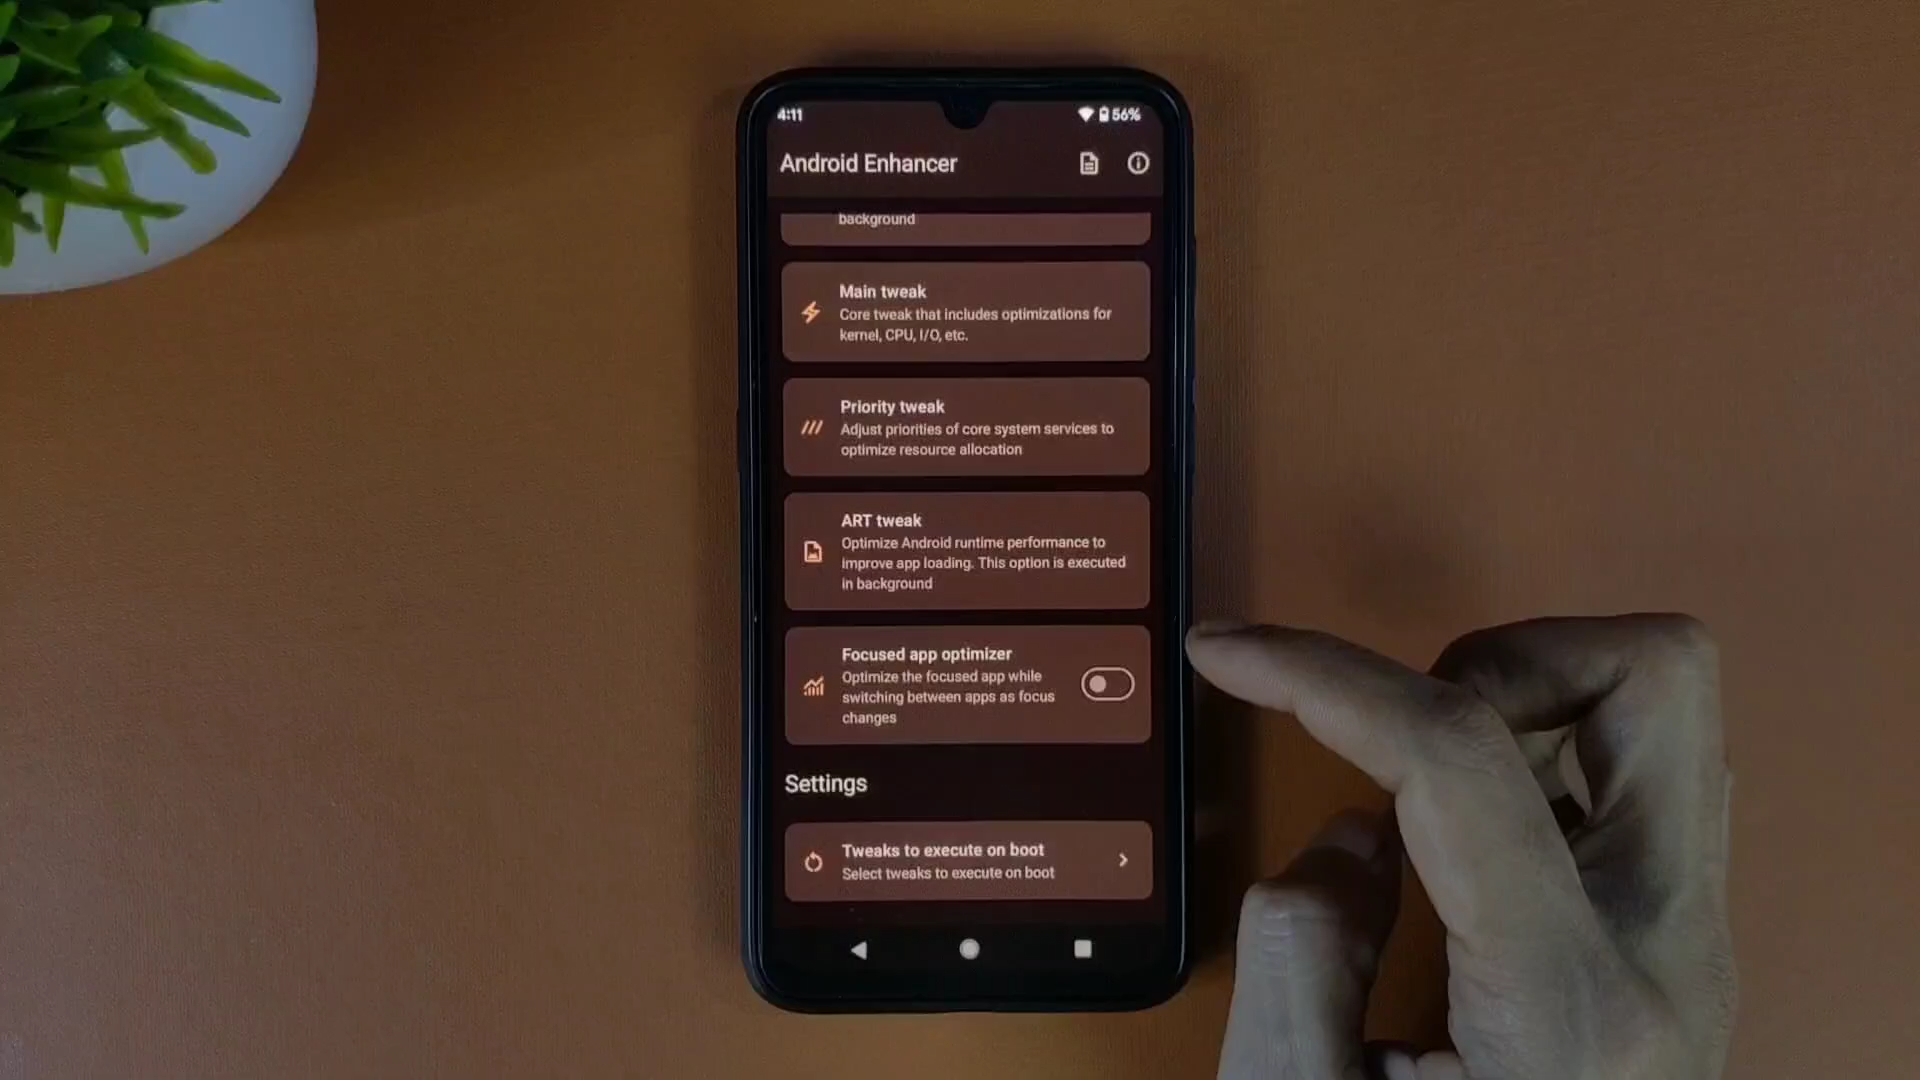 4:11
56%
Android Enhancer
background
Main tweak
Core tweak that includes optimizations for
kernel, CPU, I/O, etc.
Priority tweak
Adjust priorities of core system services to
optimize resource allocation
ART tweak
Optimize Android runtime performance to
improve app loading. This option is executed
in background
Focused app optimizer
Optimize the focused app while
switching between apps as focus
changes
Settings
Tweaks to execute on boot
Select tweaks to execute on boot